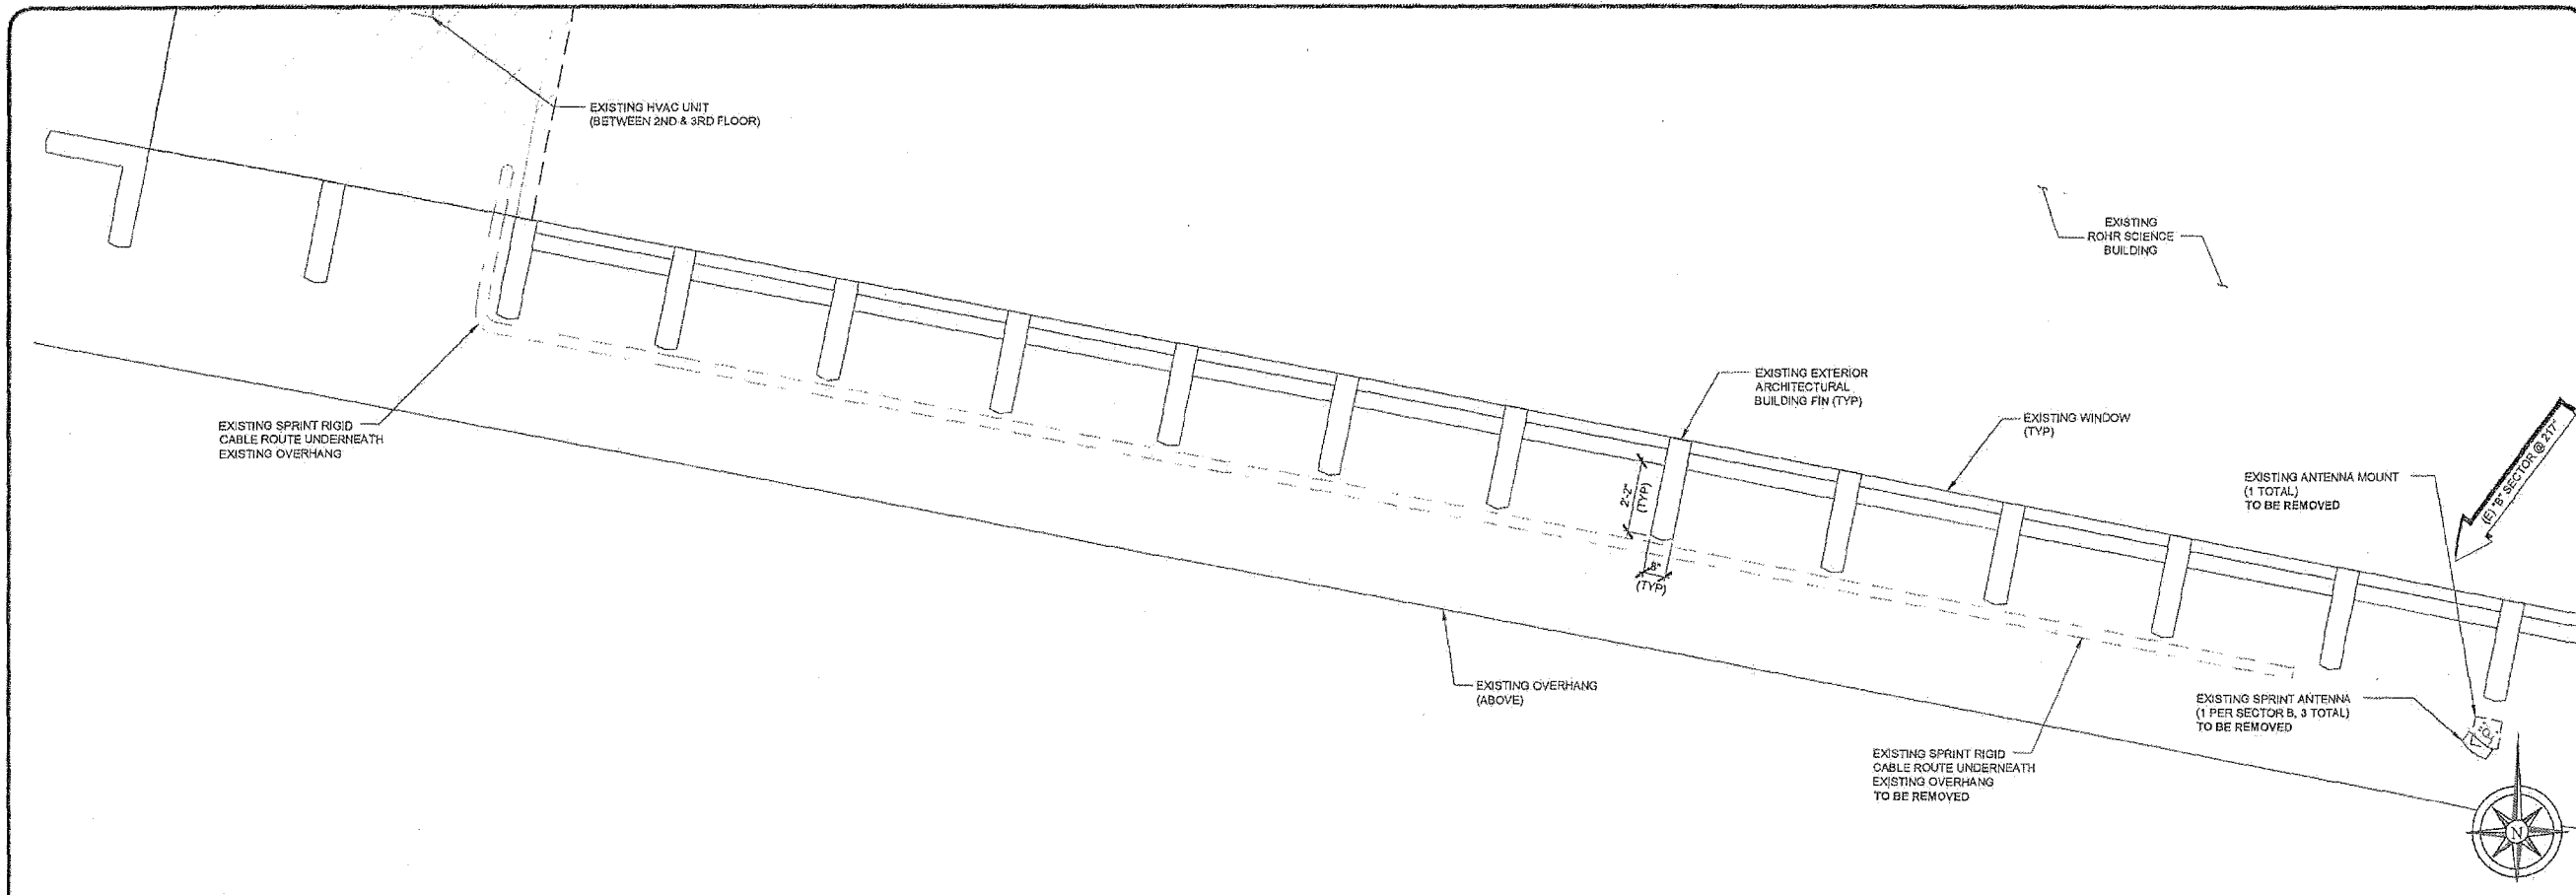 EXISTING HVAC UNIT
(BETWEEN 2ND & 3RD FLOOR)
EXISTING
ROHR SCIENCE
BUILDING
EXISTING EXTERIOR
ARCHITECTURAL
BUILDING FIN (TYP)
EXISTING WINDOW
(TYP)
EXISTING SPRINT RIGID
CABLE ROUTE UNDERNEATH
EXISTING OVERHANG
(E) "B" SECTOR @ 217°
EXISTING ANTENNA MOUNT
(1 TOTAL)
TO BE REMOVED
2'-2"
(TYP)
8"
(TYP)
EXISTING OVERHANG
(ABOVE)
EXISTING SPRINT ANTENNA
(1 PER SECTOR B, 3 TOTAL)
TO BE REMOVED
EXISTING SPRINT RIGID
CABLE ROUTE UNDERNEATH
EXISTING OVERHANG
TO BE REMOVED
N